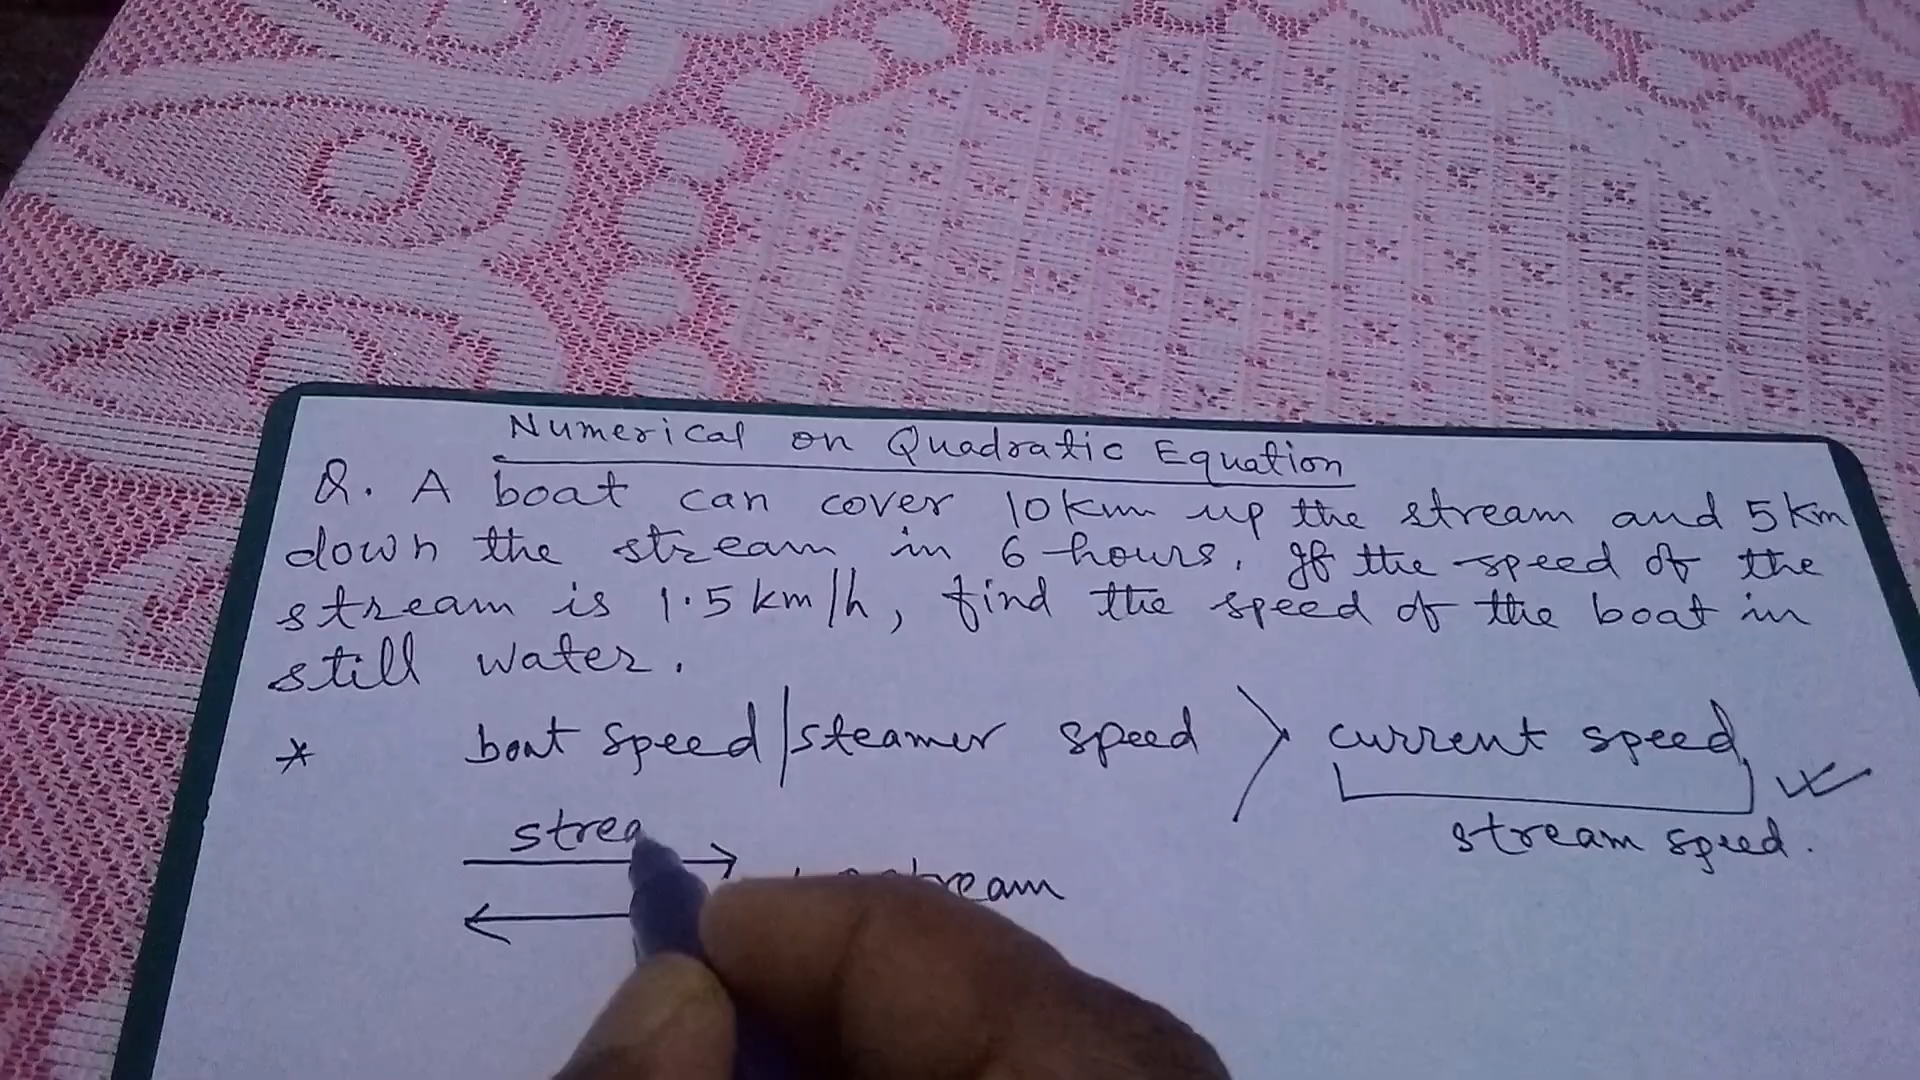 Numerical on Quadratic Equation
Q. A boat can cover 10 km up the stream and 5 km
down the stream in 6 hours. If the speed of the
stream is 1.5 km/h, find the speed of the boat in
still water.
* boat speed/steamer speed > current speed
stream speed.
strea